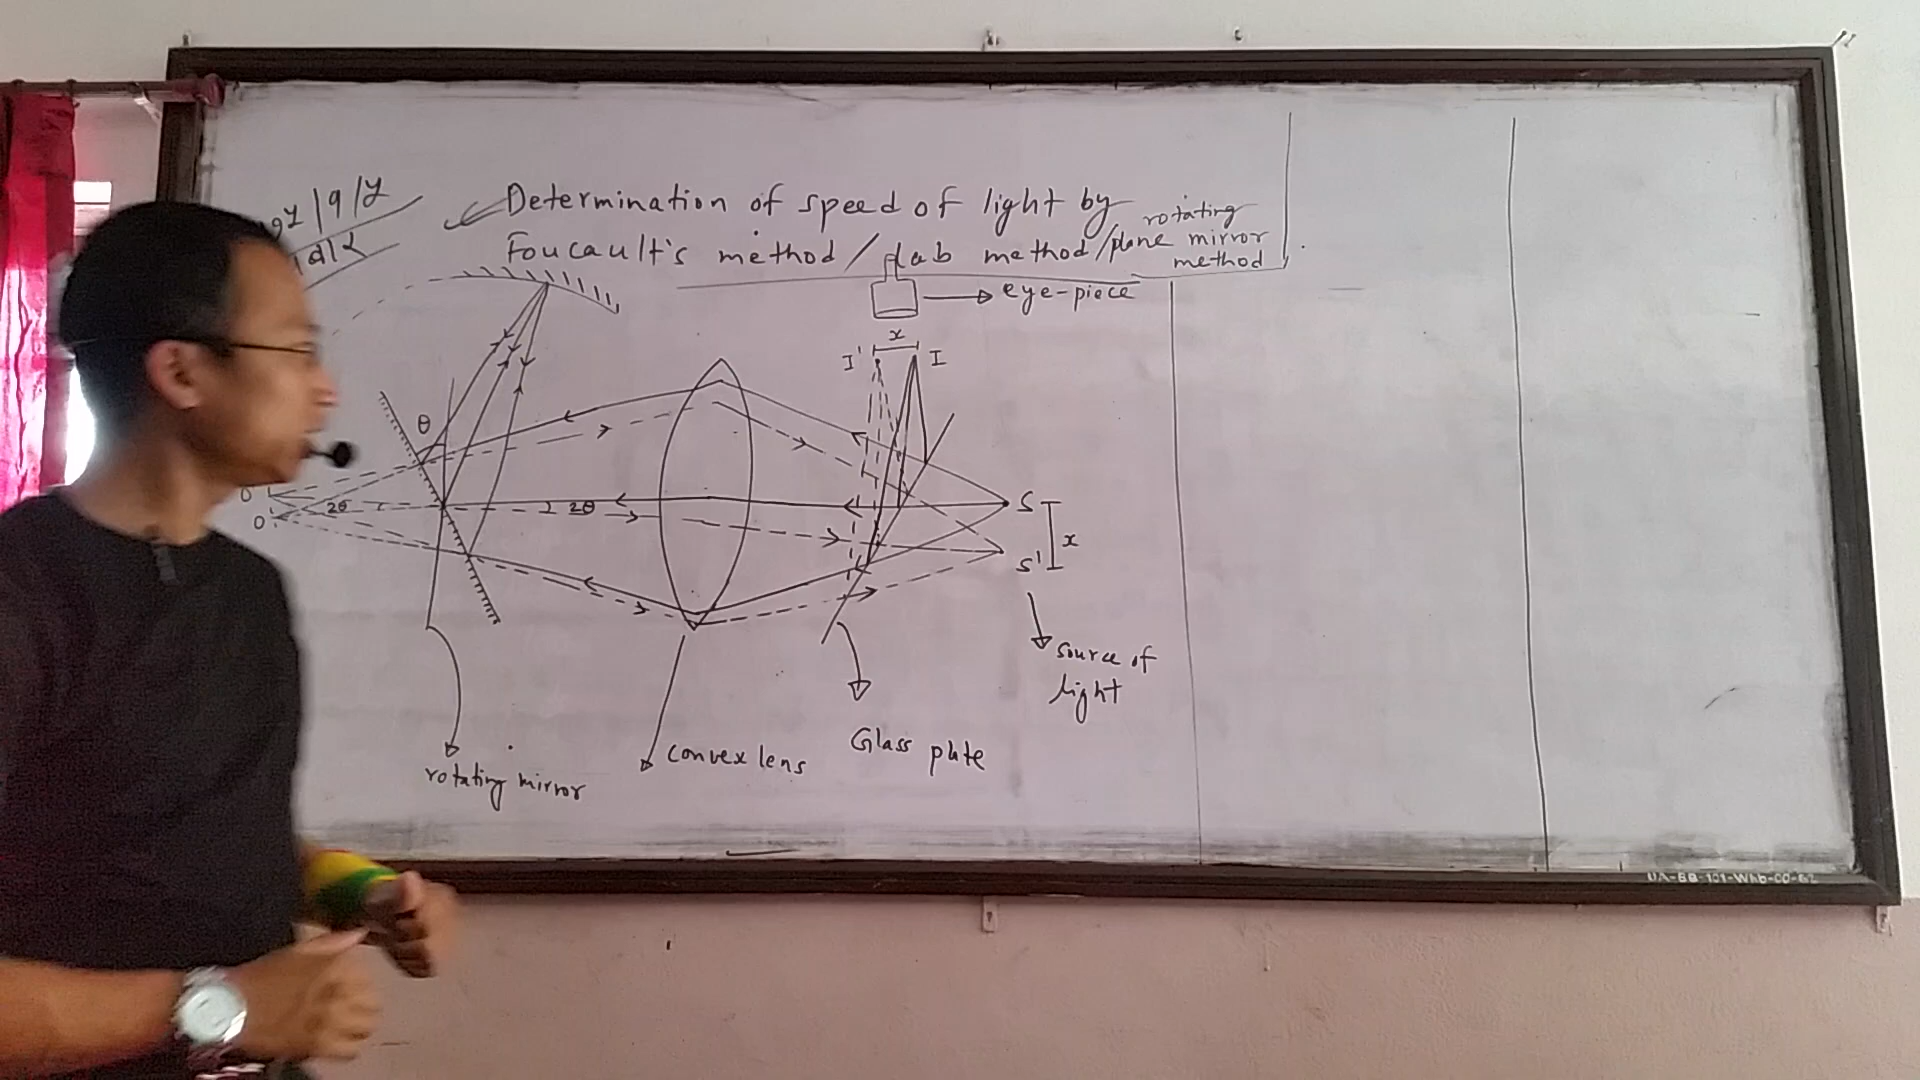 Determination of speed of light by
Foucault's method / lab method / plane mirror method
rotating
eye-piece
x
I' I
θ
O'
O
2θ
2θ
S
x
S'
source of
light
Glass plate
convex lens
rotating mirror